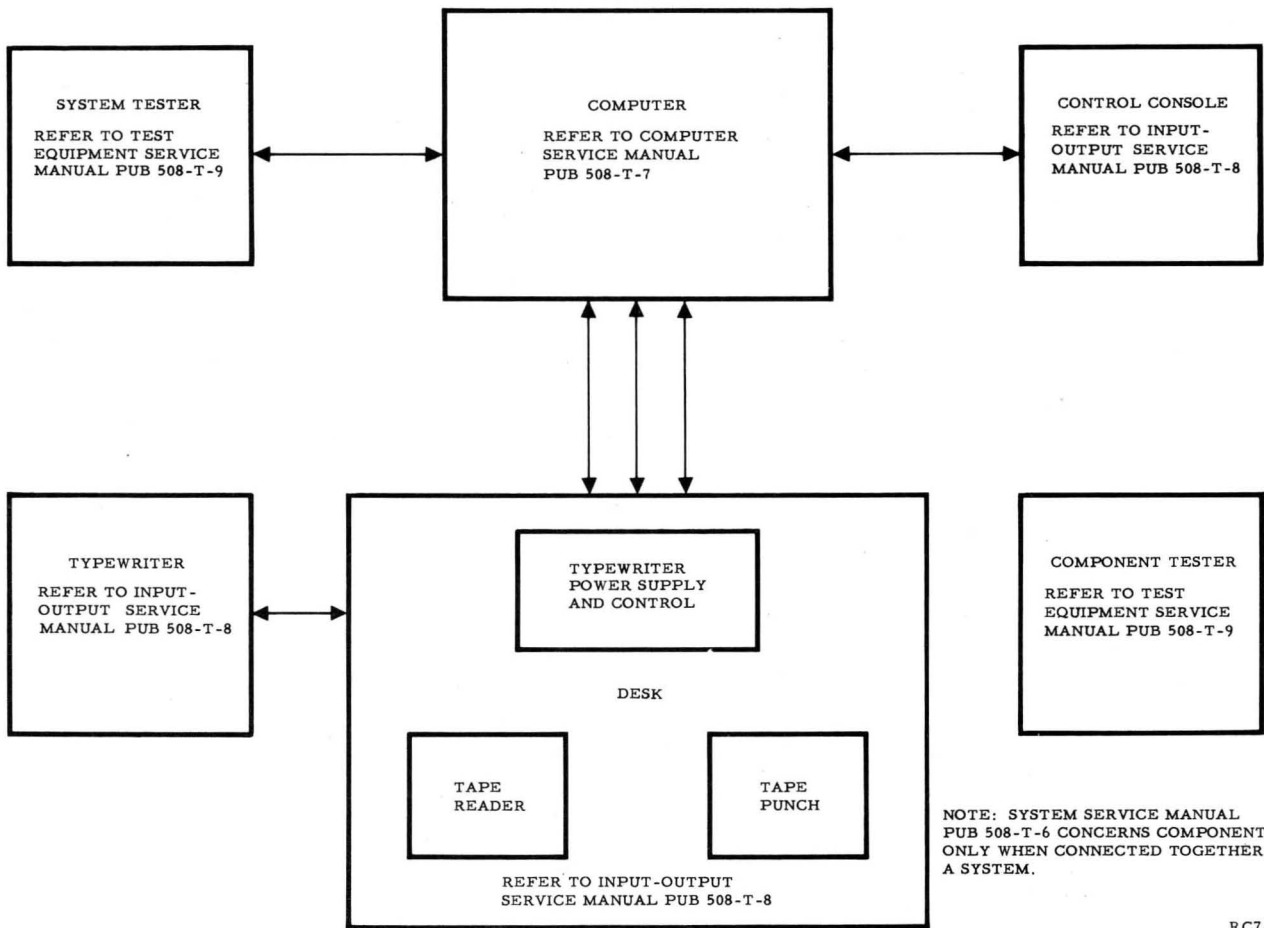 SYSTEM TESTER
REFER TO TEST
EQUIPMENT SERVICE
MANUAL PUB 508-T-9
COMPUTER
REFER TO COMPUTER
SERVICE MANUAL
PUB 508-T-7
CONTROL CONSOLE
REFER TO INPUT-
OUTPUT SERVICE
MANUAL PUB 508-T-8
TYPEWRITER
REFER TO INPUT-
OUTPUT SERVICE
MANUAL PUB 508-T-8
TYPEWRITER
POWER SUPPLY
AND CONTROL
DESK
TAPE
READER
TAPE
PUNCH
REFER TO INPUT-OUTPUT
SERVICE MANUAL PUB 508-T-8
COMPONENT TESTER
REFER TO TEST
EQUIPMENT SERVICE
MANUAL PUB 508-T-9
NOTE: SYSTEM SERVICE MANUAL
PUB 508-T-6 CONCERNS COMPONENT
ONLY WHEN CONNECTED TOGETHER
A SYSTEM.
RC7